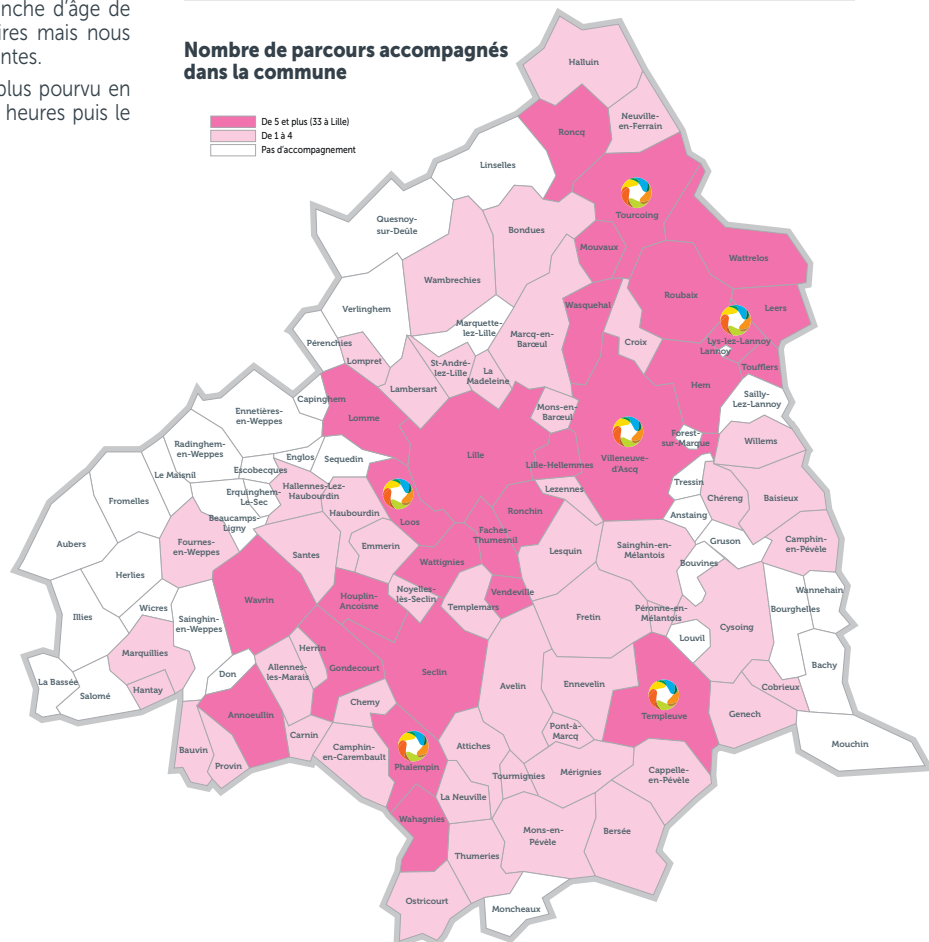 nche d'âge de
ires mais nous
ntes.
plus pourvu en
heures puis le
Nombre de parcours accompagnés
dans la commune
De 5 et plus (33 à Lille)
De 1 à 4
Pas d'accompagnement
Halluin
Neuville-
en-Ferrain
Roncq
Linselles
Tourcoing
Quesnoy-
sur-Deûle
Bondues
Mouvaux
Wattrelos
Wambrechies
Roubaix
Verlinghem
Wasquehal
Leers
Marquette-
lez-Lille
Marcq-en-
Barœul
Croix
Lys-lez-Lannoy
Lannoy
Pérenchies
Lompret
St-André-
lez-Lille
La
Madeleine
Toufflers
Hem
Lambersart
Capinghem
Sailly-
Lez-Lannoy
Ennetières-
en-Weppes
Lomme
Mons-en-
Barœul
Forest-
sur-Marque
Willems
Radinghem-
en-Weppes
Englos
Sequedin
Lille
Lille-Hellemmes
Villeneuve-
d'Ascq
Le Maisnil
Escobecques
Tressin
Fromelles
Erquinghem-
Le-Sec
Hallennes-Lez-
Haubourdin
Lezennes
Chéreng
Baisieux
Haubourdin
Loos
Ronchin
Anstaing
Beaucamps-
Ligny
Faches-
Thumesnil
Aubers
Fournes-
en-Weppes
Santes
Emmerin
Lesquin
Sainghin-en-
Mélantois
Gruson
Camphin-
en-Pévèle
Wattignies
Bouvines
Herlies
Noyelles-
lès-Seclin
Vendeville
Wannehain
Wavrin
Houplin-
Ancoisne
Templemars
Illies
Wicres
Sainghin-
en-Weppes
Fretin
Péronne-en-
Mélantois
Bourghelles
Cysoing
Louvil
Marquillies
Herrin
Bachy
La Bassée
Don
Allennes-
les-Marais
Gondecourt
Seclin
Salomé
Hantay
Avelin
Ennevelin
Cobrieux
Chemy
Annoeullin
Templeuve
Genech
Carnin
Pont-à-
Marcq
Mouchin
Bauvin
Camphin-
en-Carembault
Attiches
Provin
Phalempin
Tourmignies
Mérignies
Cappelle-
en-Pévèle
La Neuville
Wahagnies
Mons-en-
Pévèle
Bersée
Thumeries
Ostricourt
Moncheaux